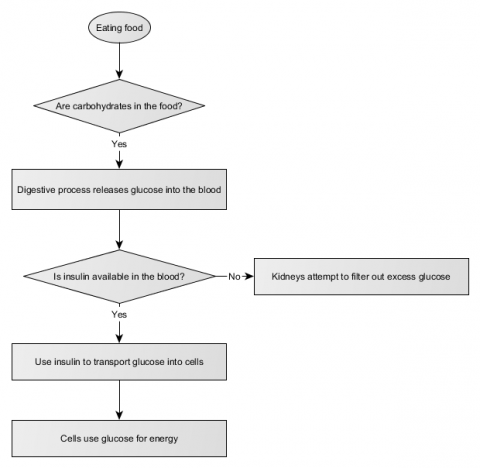 Eating food
Are carbohydrates in the food?
Yes
Digestive process releases glucose into the blood
Is insulin available in the blood?
No
Kidneys attempt to filter out excess glucose
Yes
Use insulin to transport glucose into cells
Cells use glucose for energy